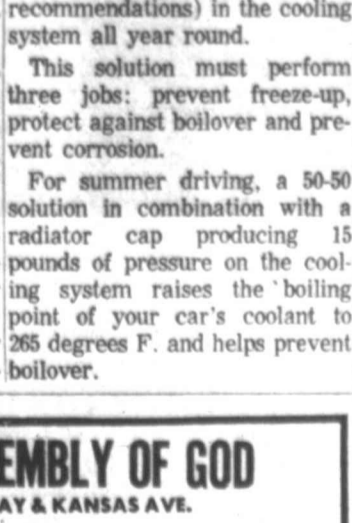 recommendations) in the cooling
system all year round.
This solution must perform
three jobs: prevent freeze-up,
protect against boilover and pre-
vent corrosion.
For summer driving, a 50-50
solution in combination with a
radiator cap producing 15
pounds of pressure on the cool-
ing system raises the boiling
point of your car's coolant to
265 degrees F. and helps prevent
boilover.
EMBLY OF GOD
AY & KANSAS AVE.